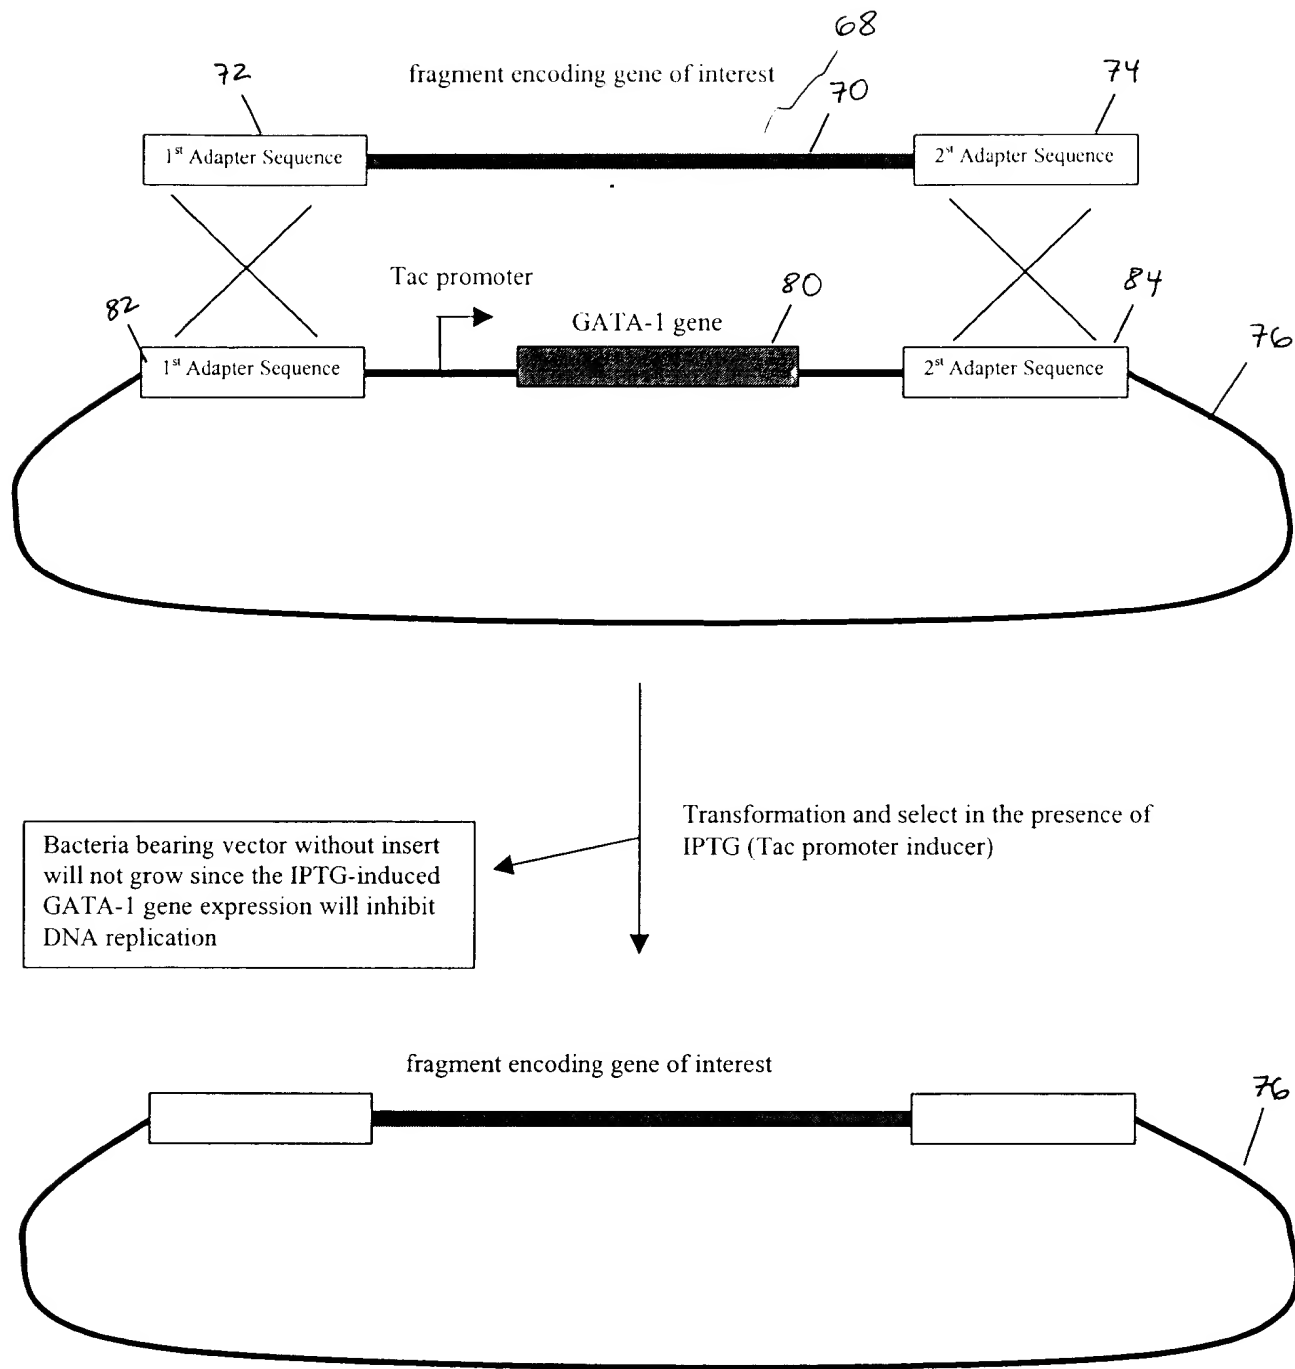 68
72
fragment encoding gene of interest
70
74
1st Adapter Sequence
2st Adapter Sequence
Tac promoter
80
84
82
GATA-1 gene
76
1st Adapter Sequence
2st Adapter Sequence
Transformation and select in the presence of
IPTG (Tac promoter inducer)
Bacteria bearing vector without insert
will not grow since the IPTG-induced
GATA-1 gene expression will inhibit
DNA replication
fragment encoding gene of interest
76